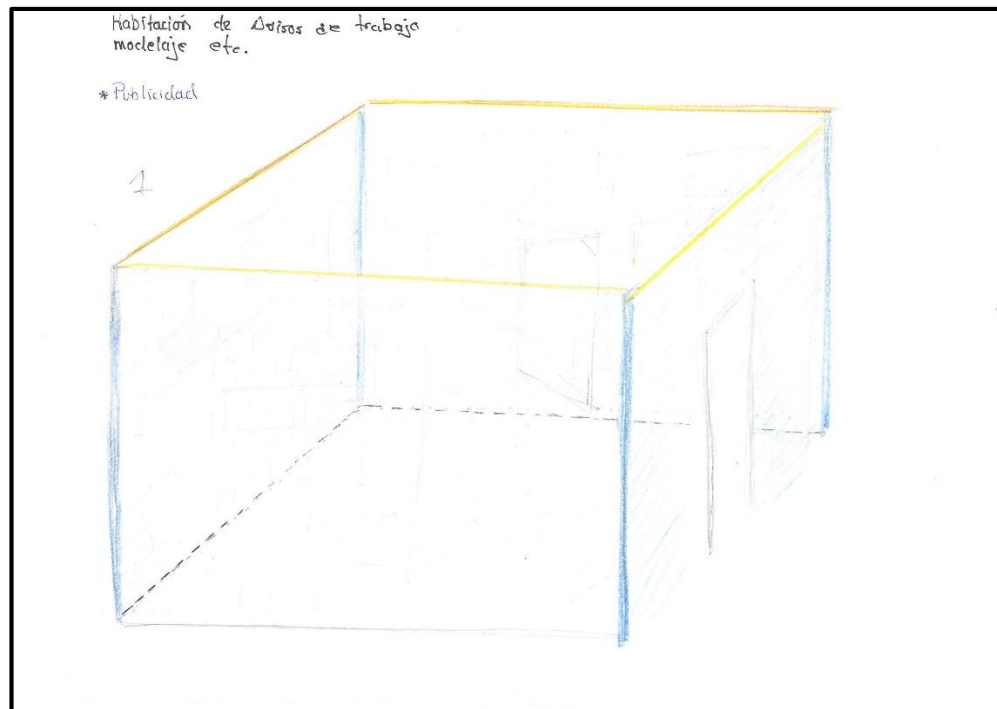 Habitación de Avisos de trabajo
modelaje etc.
* Publicidad
1